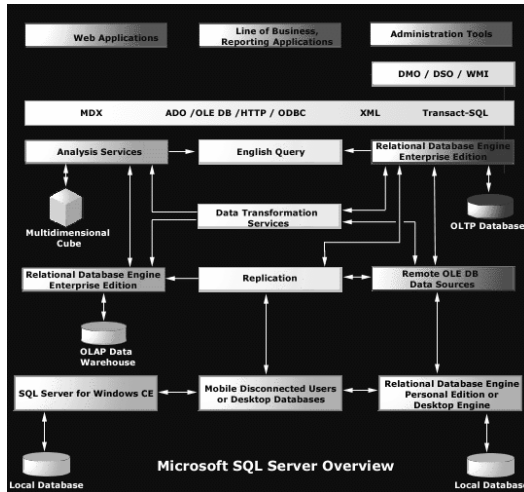 Web Applications
Line of Business,
Reporting Applications
Administration Tools
DMO / DSO / WMI
MDX
ADO /OLE DB /HTTP / ODBC
XML
Transact-SQL
Analysis Services
English Query
Relational Database Engine
Enterprise Edition
Multidimensional
Cube
Data Transformation
Services
OLTP Database
Relational Database Engine
Enterprise Edition
Replication
Remote OLE DB
Data Sources
OLAP Data
Warehouse
SQL Server for Windows CE
Mobile Disconnected Users
or Desktop Databases
Relational Database Engine
Personal Edition or
Desktop Engine
Local Database
Microsoft SQL Server Overview
Local Database